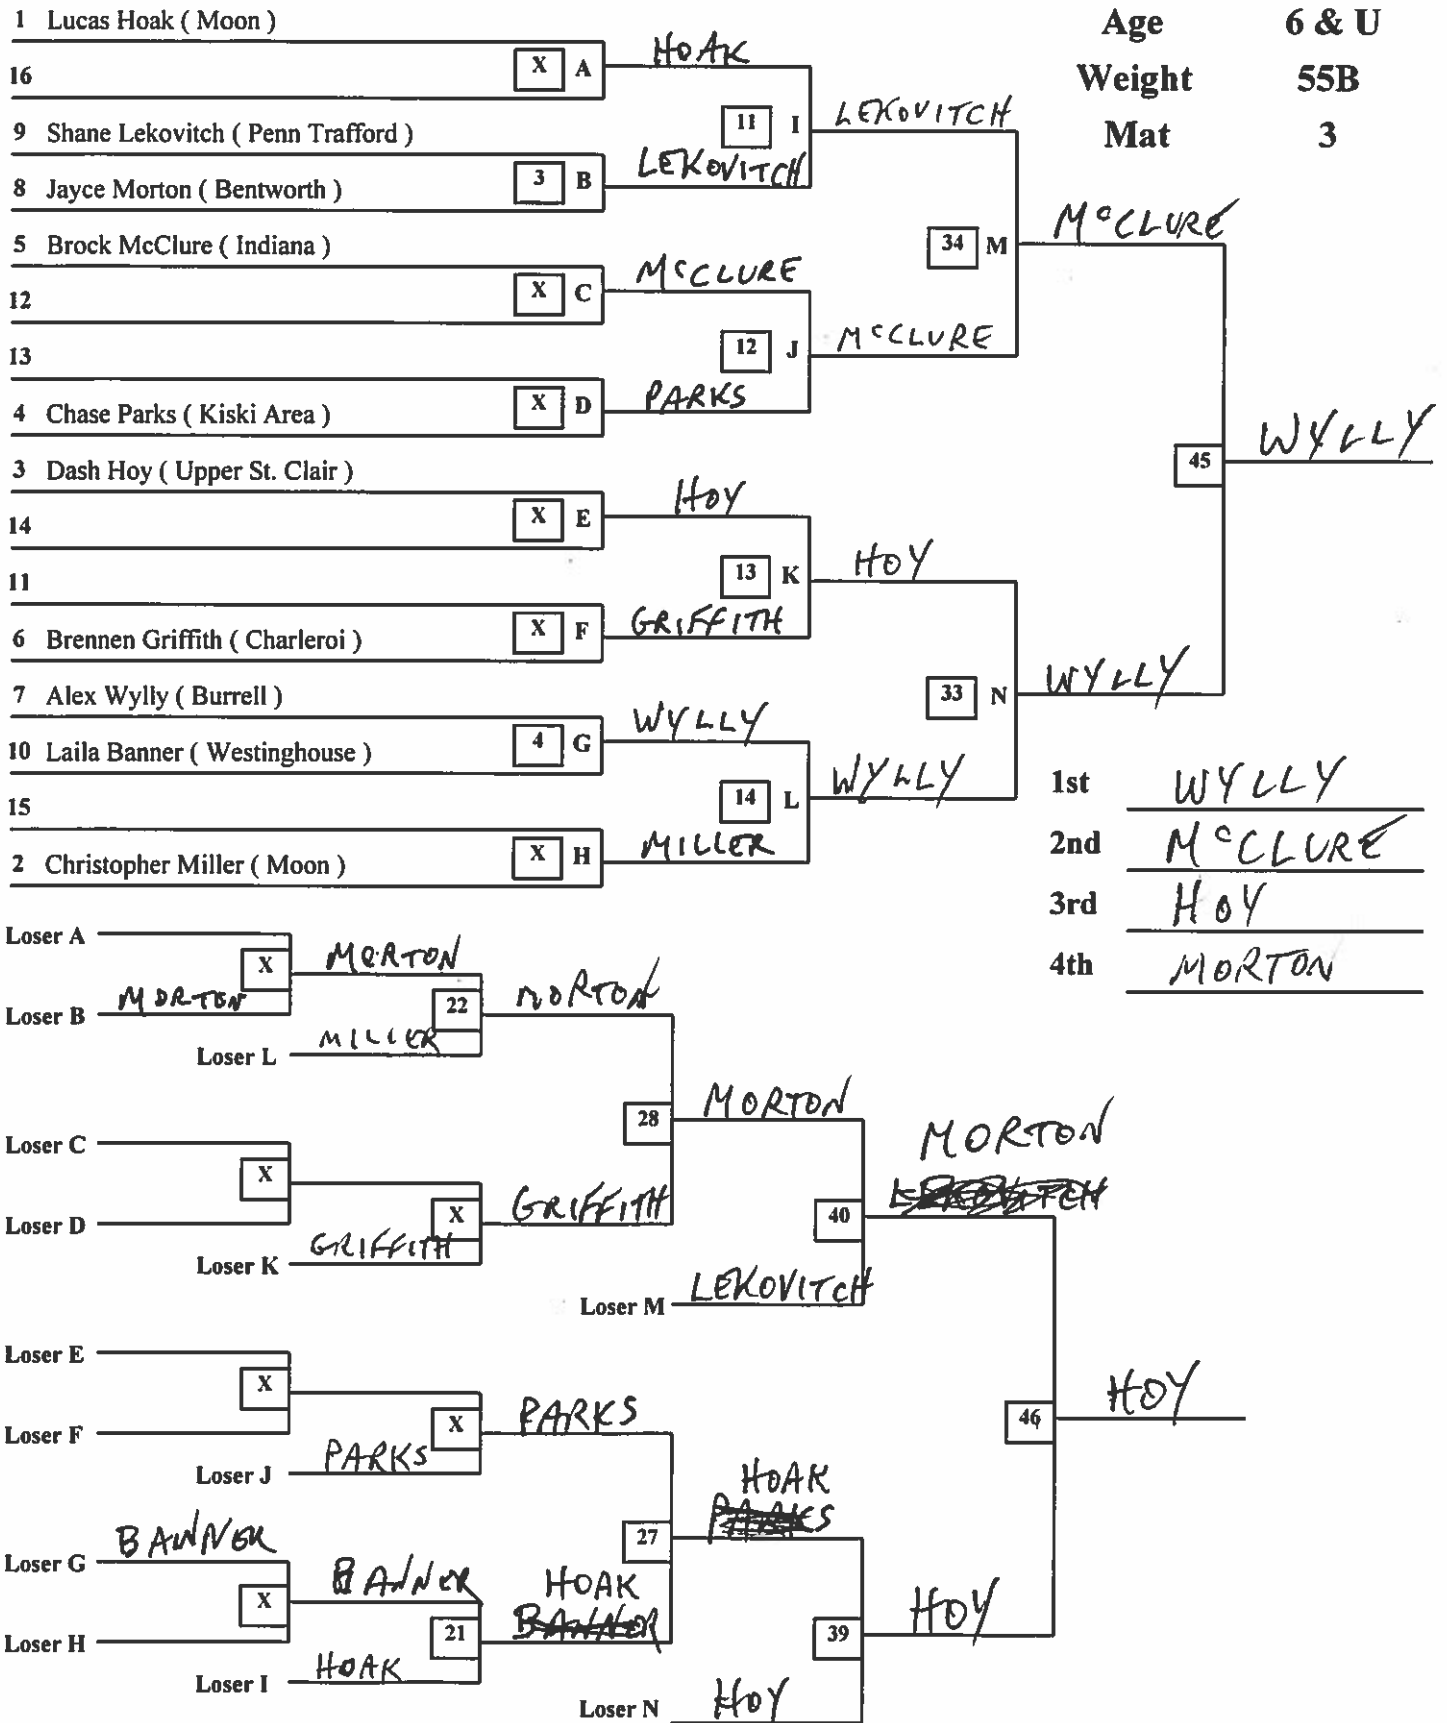 1 Lucas Hoak ( Moon )
Age 6 & U
HOAK
X A
16
Weight 55B
11 I
LEKOVITCH
9 Shane Lekovitch ( Penn Trafford )
Mat 3
LEKOVITCH
3 B
8 Jayce Morton ( Bentworth )
McCLURE
5 Brock McClure ( Indiana )
34 M
McCLURE
X C
12
12 J
McCLURE
13
PARKS
X D
4 Chase Parks ( Kiski Area )
WYLLY
45
3 Dash Hoy ( Upper St. Clair )
HOY
X E
14
HOY
13 K
11
GRIFFITH
X F
6 Brennen Griffith ( Charleroi )
WYLLY
33 N
7 Alex Wylly ( Burrell )
WYLLY
4 G
10 Laila Banner ( Westinghouse )
WYLLY
14 L
15
1st WYLLY
MILLER
X H
2 Christopher Miller ( Moon )
2nd McCLURE
3rd HOY
4th MORTON
Loser A
X
MORTON
Loser B MORTON
22
MORTON
Loser L MILLER
28
MORTON
Loser C
X
MORTON
LEKOVITCH
Loser D
X
GRIFFITH
40
Loser K GRIFFITH
Loser M LEKOVITCH
Loser E
X
HOY
46
Loser F
X
PARKS
Loser J PARKS
HOAK
PARKS
27
Loser G BANNER
X
BANNER
HOAK
BANNER
21
HOY
39
Loser H
Loser I HOAK
Loser N HOY